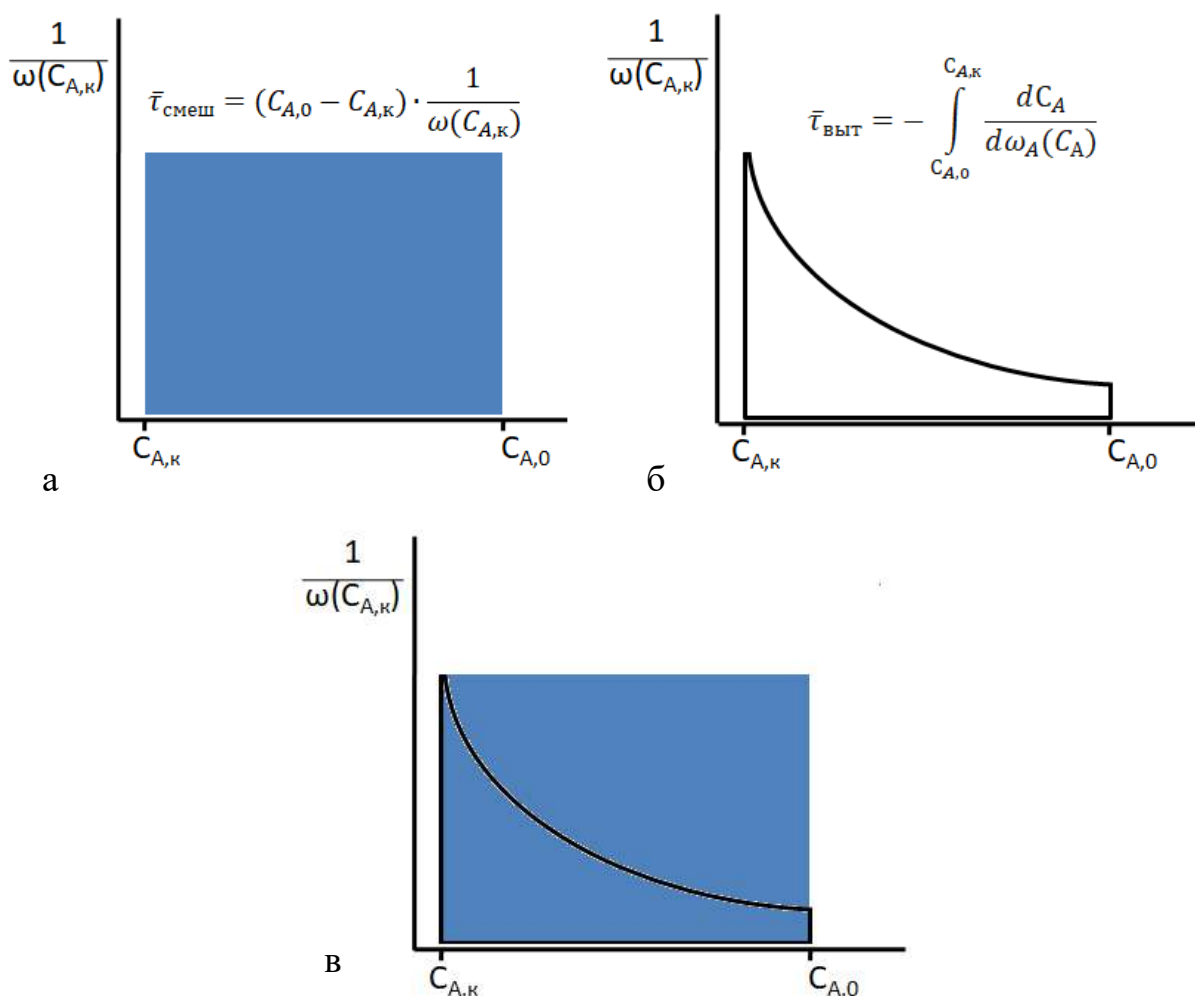 1
ω(C_A,к)
τ̄_смеш = (C_A,0 − C_A,к) · 1 / ω(C_A,к)
C_A,к
C_A,0
а
1
ω(C_A,к)
τ̄_выт = − ∫_{C_A,0}^{C_A,к} dC_A / dω_A(C_A)
C_A,к
C_A,0
б
1
ω(C_A,к)
в
C_A,к
C_A,0